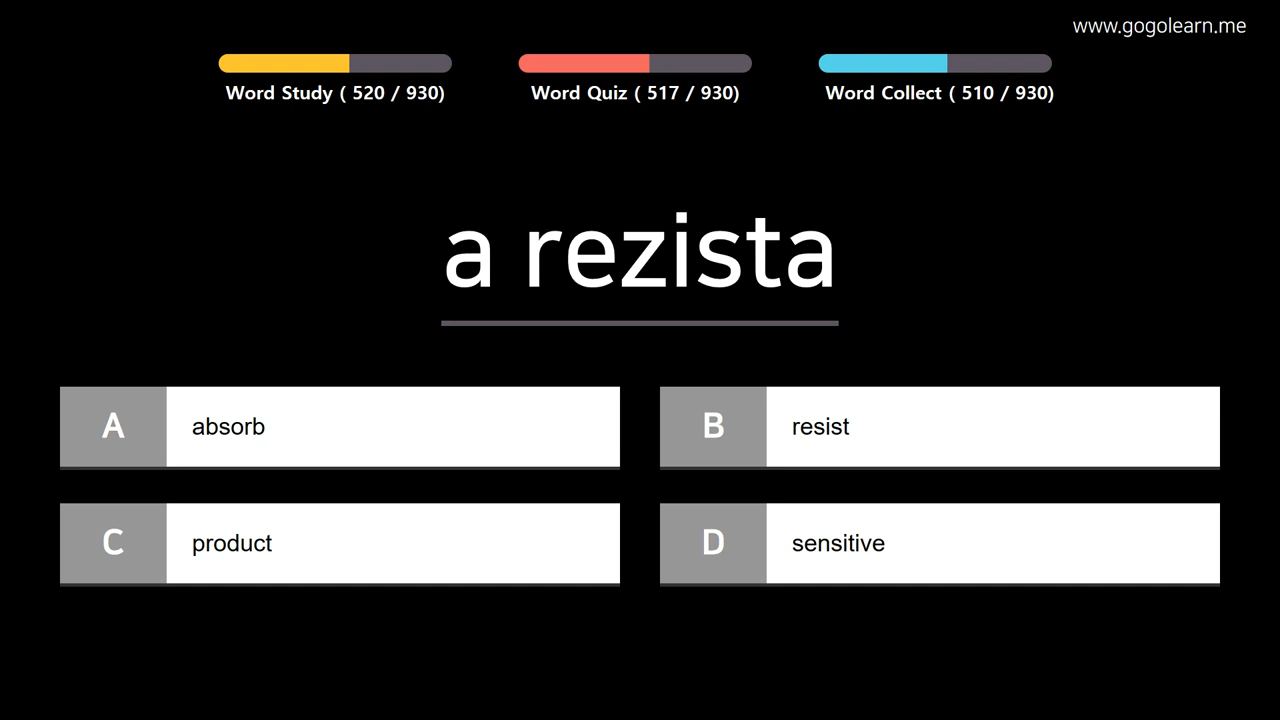 www.gogolearn.me
Word Study ( 520 / 930)
Word Quiz ( 517 / 930)
Word Collect ( 510 / 930)
a rezista
A absorb
B resist
C product
D sensitive